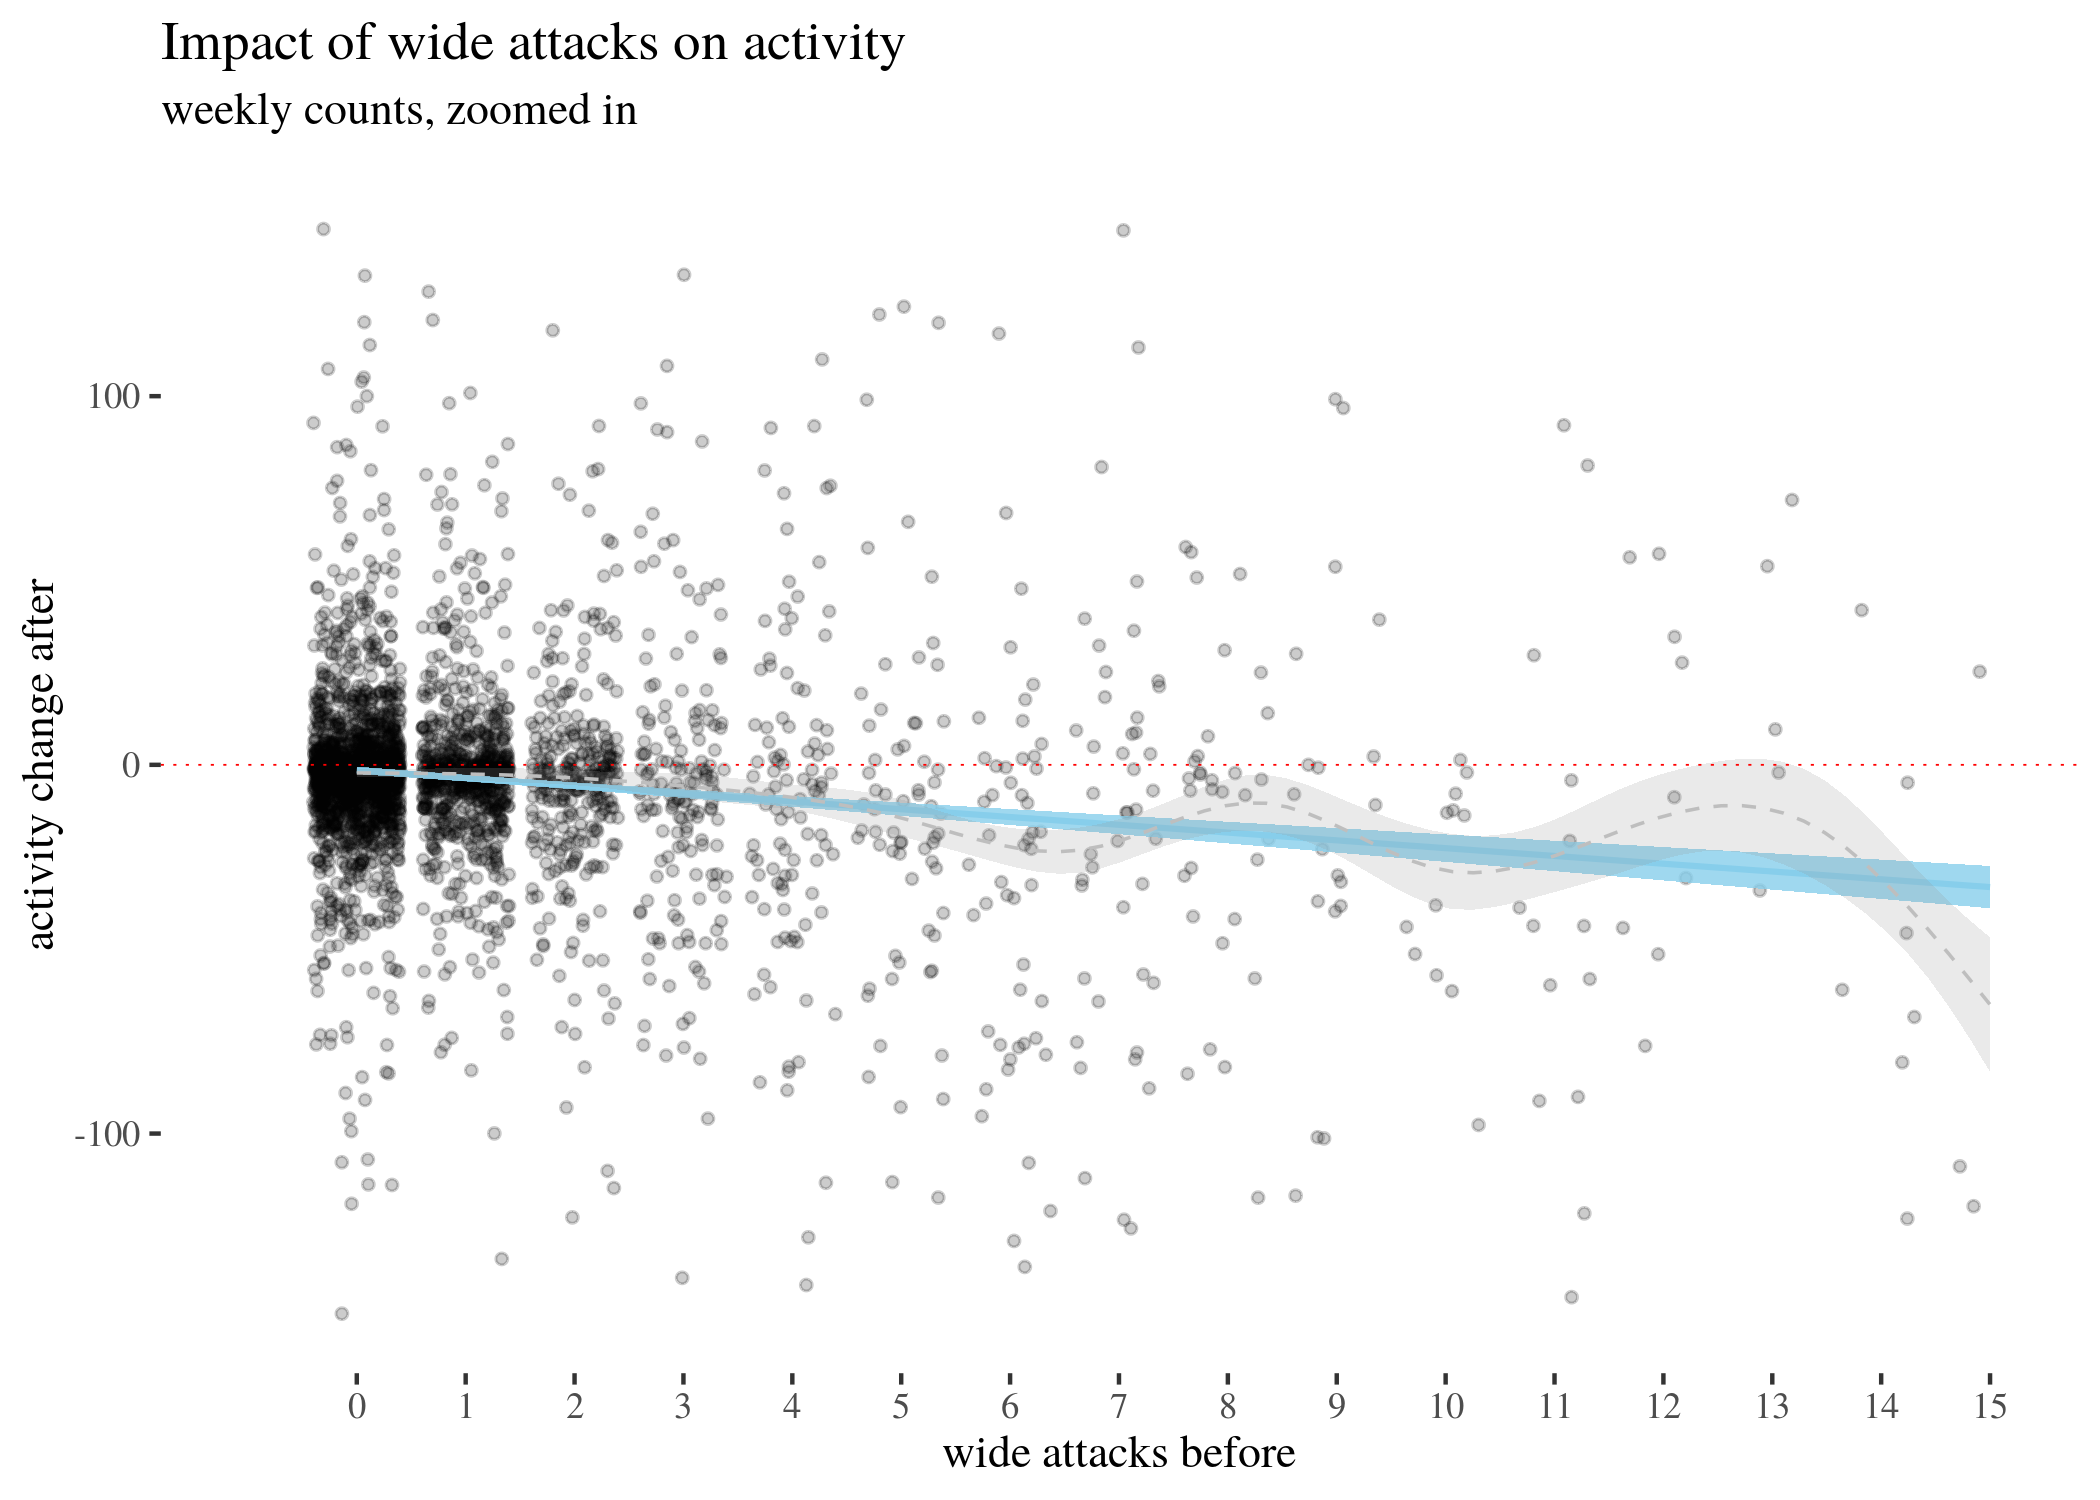 Impact of wide attacks on activity
weekly counts, zoomed in
activity change after
100
0
-100
0 1 2 3 4 5 6 7 8 9 10 11 12 13 14 15
wide attacks before